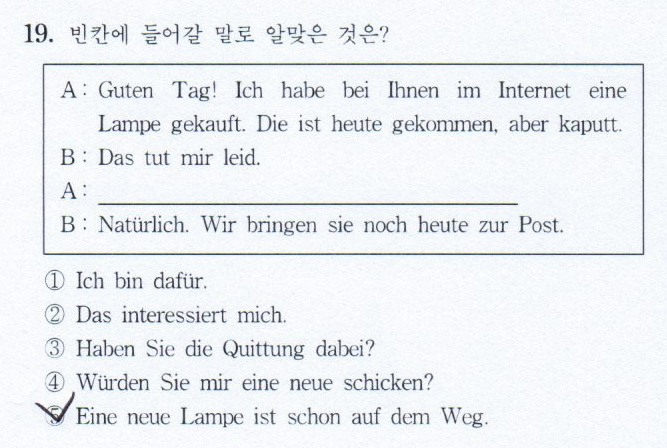 19. 빈칸에 들어갈 말로 알맞은 것은?
A : Guten Tag! Ich habe bei Ihnen im Internet eine
Lampe gekauft. Die ist heute gekommen, aber kaputt.
B : Das tut mir leid.
A : ____________________
B : Natürlich. Wir bringen sie noch heute zur Post.
① Ich bin dafür.
② Das interessiert mich.
③ Haben Sie die Quittung dabei?
④ Würden Sie mir eine neue schicken?
⑤ Eine neue Lampe ist schon auf dem Weg.